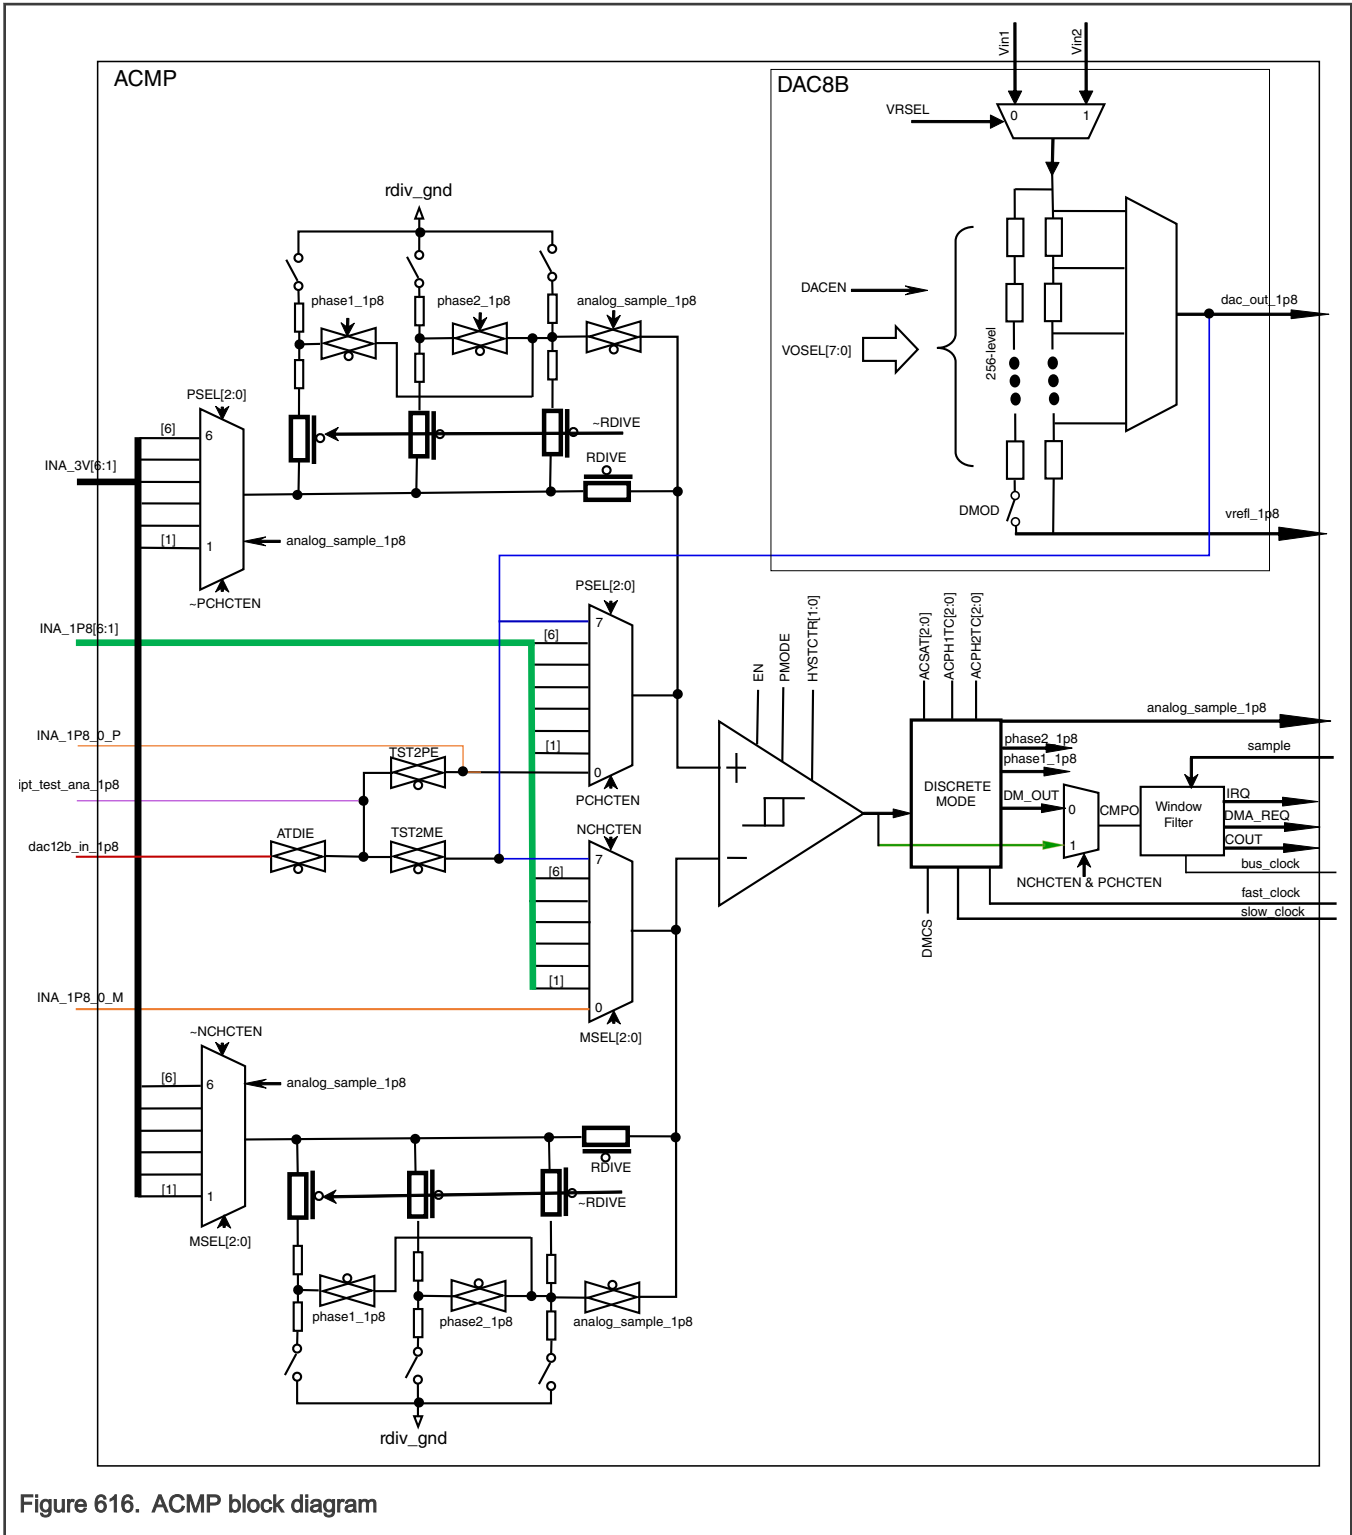 Vin1
Vin2
ACMP
DAC8B
VRSEL
0
1
rdiv_gnd
phase1_1p8
phase2_1p8
analog_sample_1p8
DACEN
dac_out_1p8
VOSEL[7:0]
256-level
PSEL[2:0]
[6]
6
~RDIVE
INA_3V[6:1]
RDIVE
DMOD
vrefl_1p8
[1]
1
analog_sample_1p8
~PCHCTEN
PSEL[2:0]
INA_1P8[6:1]
7
[6]
EN
PMODE
HYSTCTR[1:0]
ACSAT[2:0]
ACPH1TC[2:0]
ACPH2TC[2:0]
analog_sample_1p8
INA_1P8_0_P
[1]
phase2_1p8
sample
TST2PE
phase1_1p8
0
ipt_test_ana_1p8
PCHCTEN
DISCRETE
MODE
DM_OUT
0
CMPO
Window
Filter
IRQ
DMA_REQ
COUT
NCHCTEN
ATDIE
TST2ME
dac12b_in_1p8
7
1
bus_clock
[6]
NCHCTEN & PCHCTEN
fast_clock
slow_clock
DMCS
[1]
INA_1P8_0_M
0
~NCHCTEN
MSEL[2:0]
[6]
6
analog_sample_1p8
RDIVE
[1]
1
~RDIVE
MSEL[2:0]
phase1_1p8
phase2_1p8
analog_sample_1p8
rdiv_gnd
Figure 616. ACMP block diagram